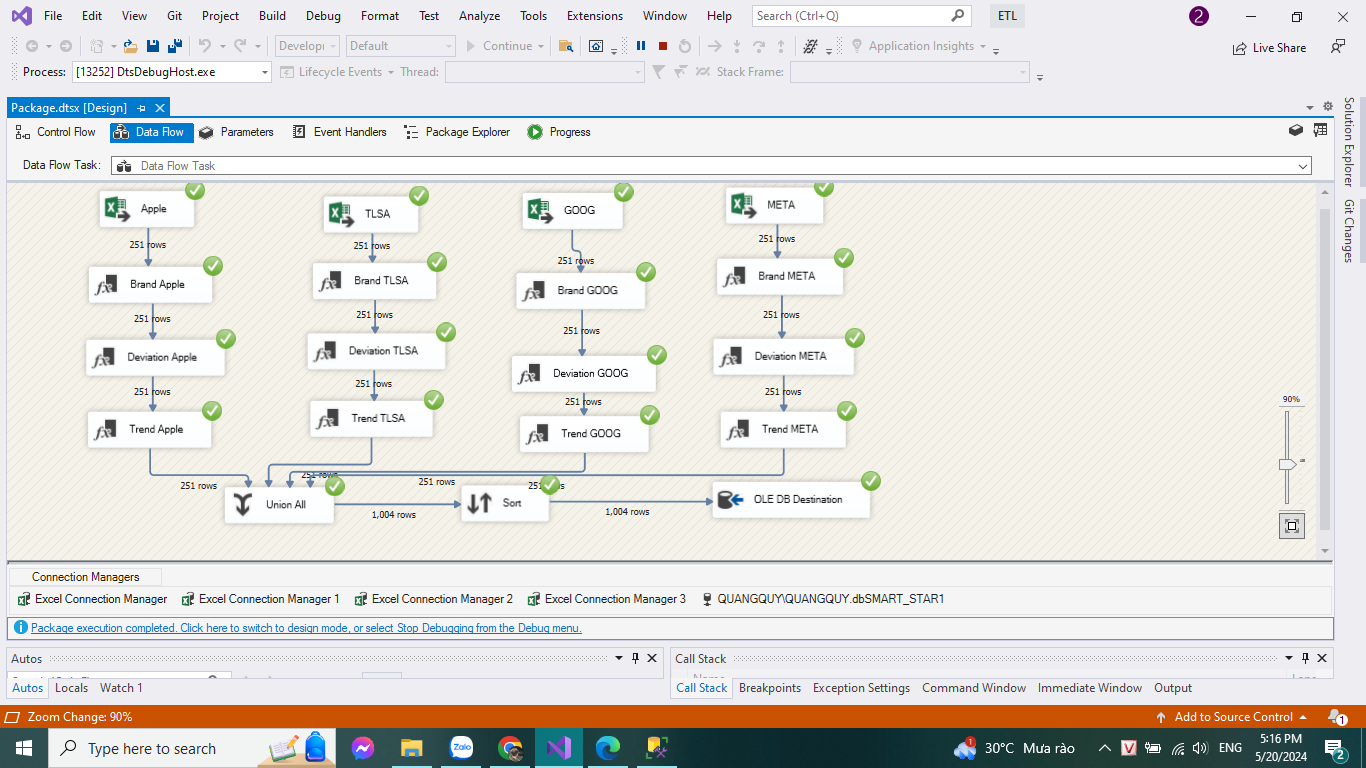 File Edit View Git Project Build Debug Format Test Analyze Tools Extensions Window Help Search (Ctrl+Q) ETL 2
Develop Default Continue Application Insights Live Share
Process: [13252] DtsDebugHost.exe Lifecycle Events Thread: Stack Frame:
Package.dtsx [Design]
Control Flow Data Flow Parameters Event Handlers Package Explorer Progress
Data Flow Task: Data Flow Task
Solution Explorer
Git Changes
Apple TLSA GOOG META
251 rows 251 rows 251 rows 251 rows
Brand Apple Brand TLSA Brand GOOG Brand META
251 rows 251 rows 251 rows 251 rows
Deviation Apple Deviation TLSA Deviation GOOG Deviation META
251 rows 251 rows 251 rows 251 rows
Trend Apple Trend TLSA Trend GOOG Trend META
90%
251 rows 251 rows 251 rows 251
Union All Sort OLE DB Destination
1,004 rows 1,004 rows
Connection Managers
Excel Connection Manager Excel Connection Manager 1 Excel Connection Manager 2 Excel Connection Manager 3 QUANGQUY\QUANGQUY.dbSMART_STAR1
Package execution completed. Click here to switch to design mode, or select Stop Debugging from the Debug menu.
Autos Call Stack
Autos Locals Watch 1 Call Stack Breakpoints Exception Settings Command Window Immediate Window Output
Zoom Change: 90% Add to Source Control 1
Type here to search Zalo 1 30°C Mưa rào V ENG 5:16 PM
5/20/2024 2